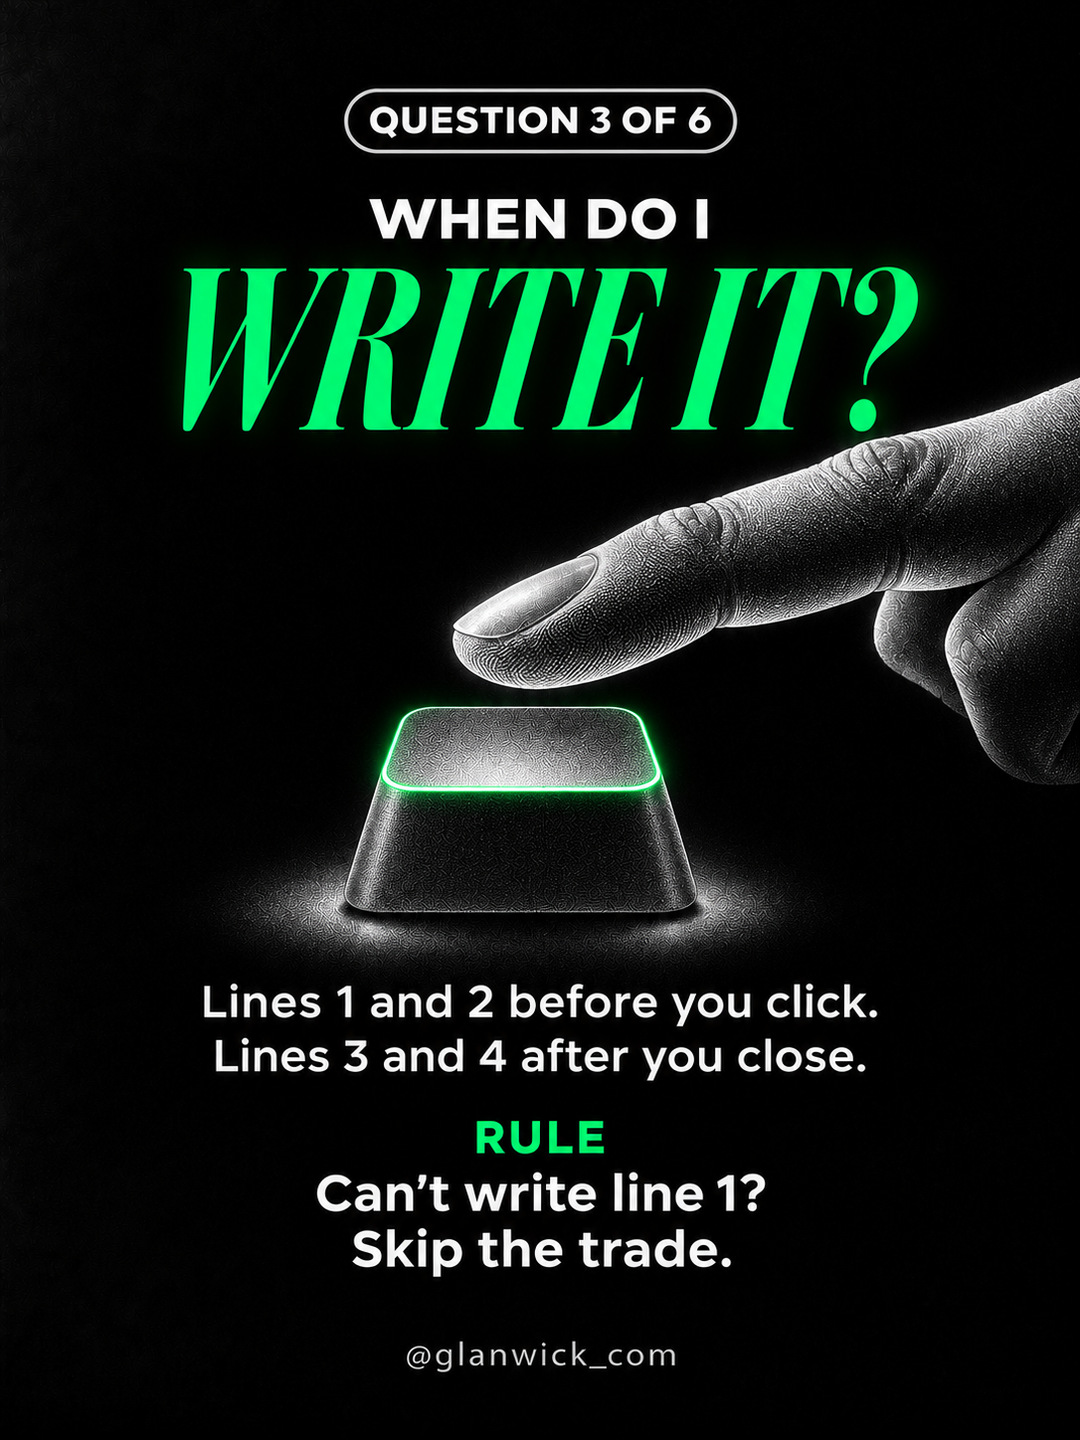 QUESTION 3 OF 6
WHEN DO I
WRITE IT?
Lines 1 and 2 before you click.
Lines 3 and 4 after you close.
RULE
Can’t write line 1?
Skip the trade.
@glanwick_com